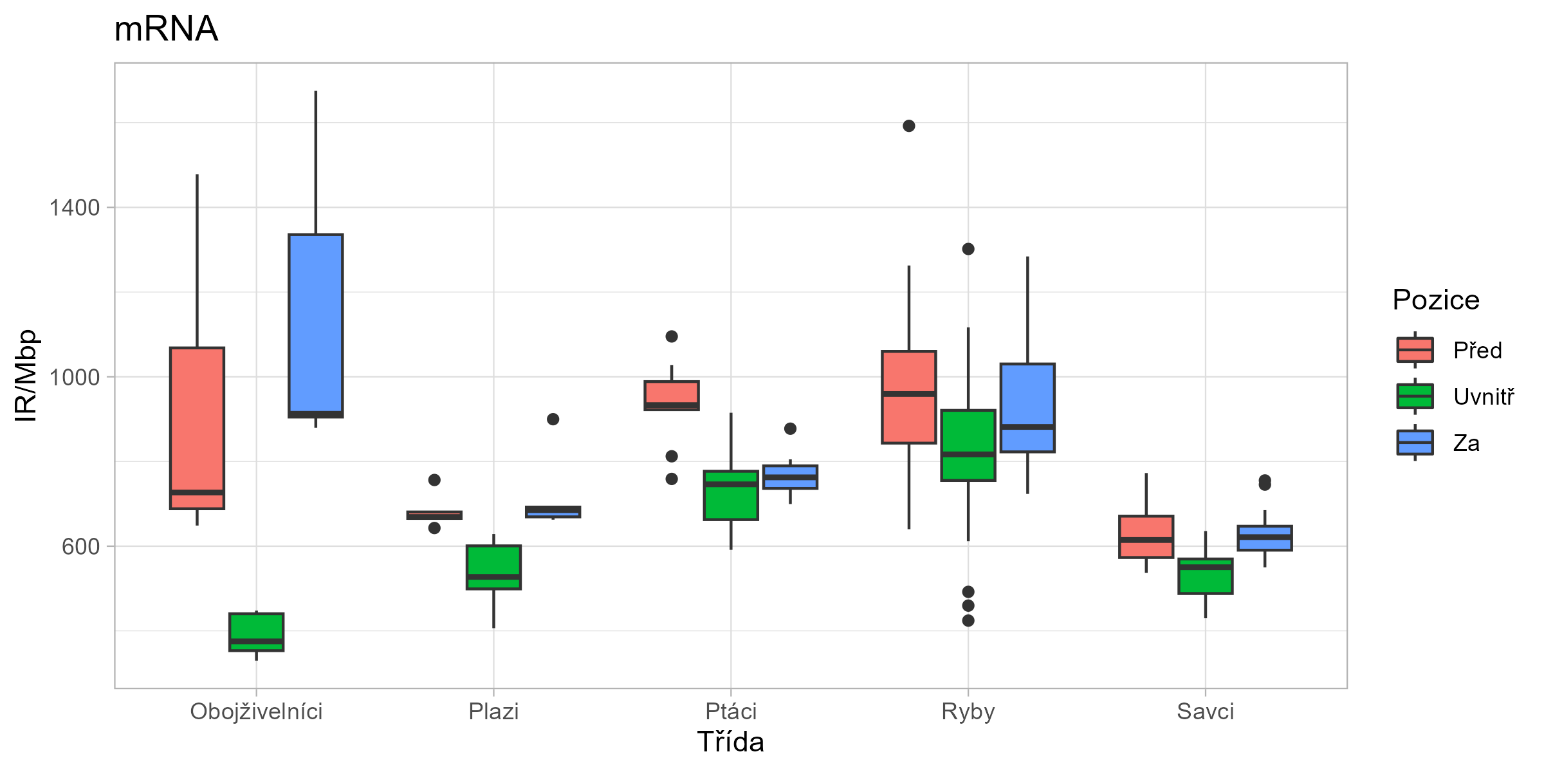 mRNA
IR/Mbp
1400
1000
600
Obojživelníci
Plazi
Ptáci
Ryby
Savci
Třída
Pozice
Před
Uvnitř
Za